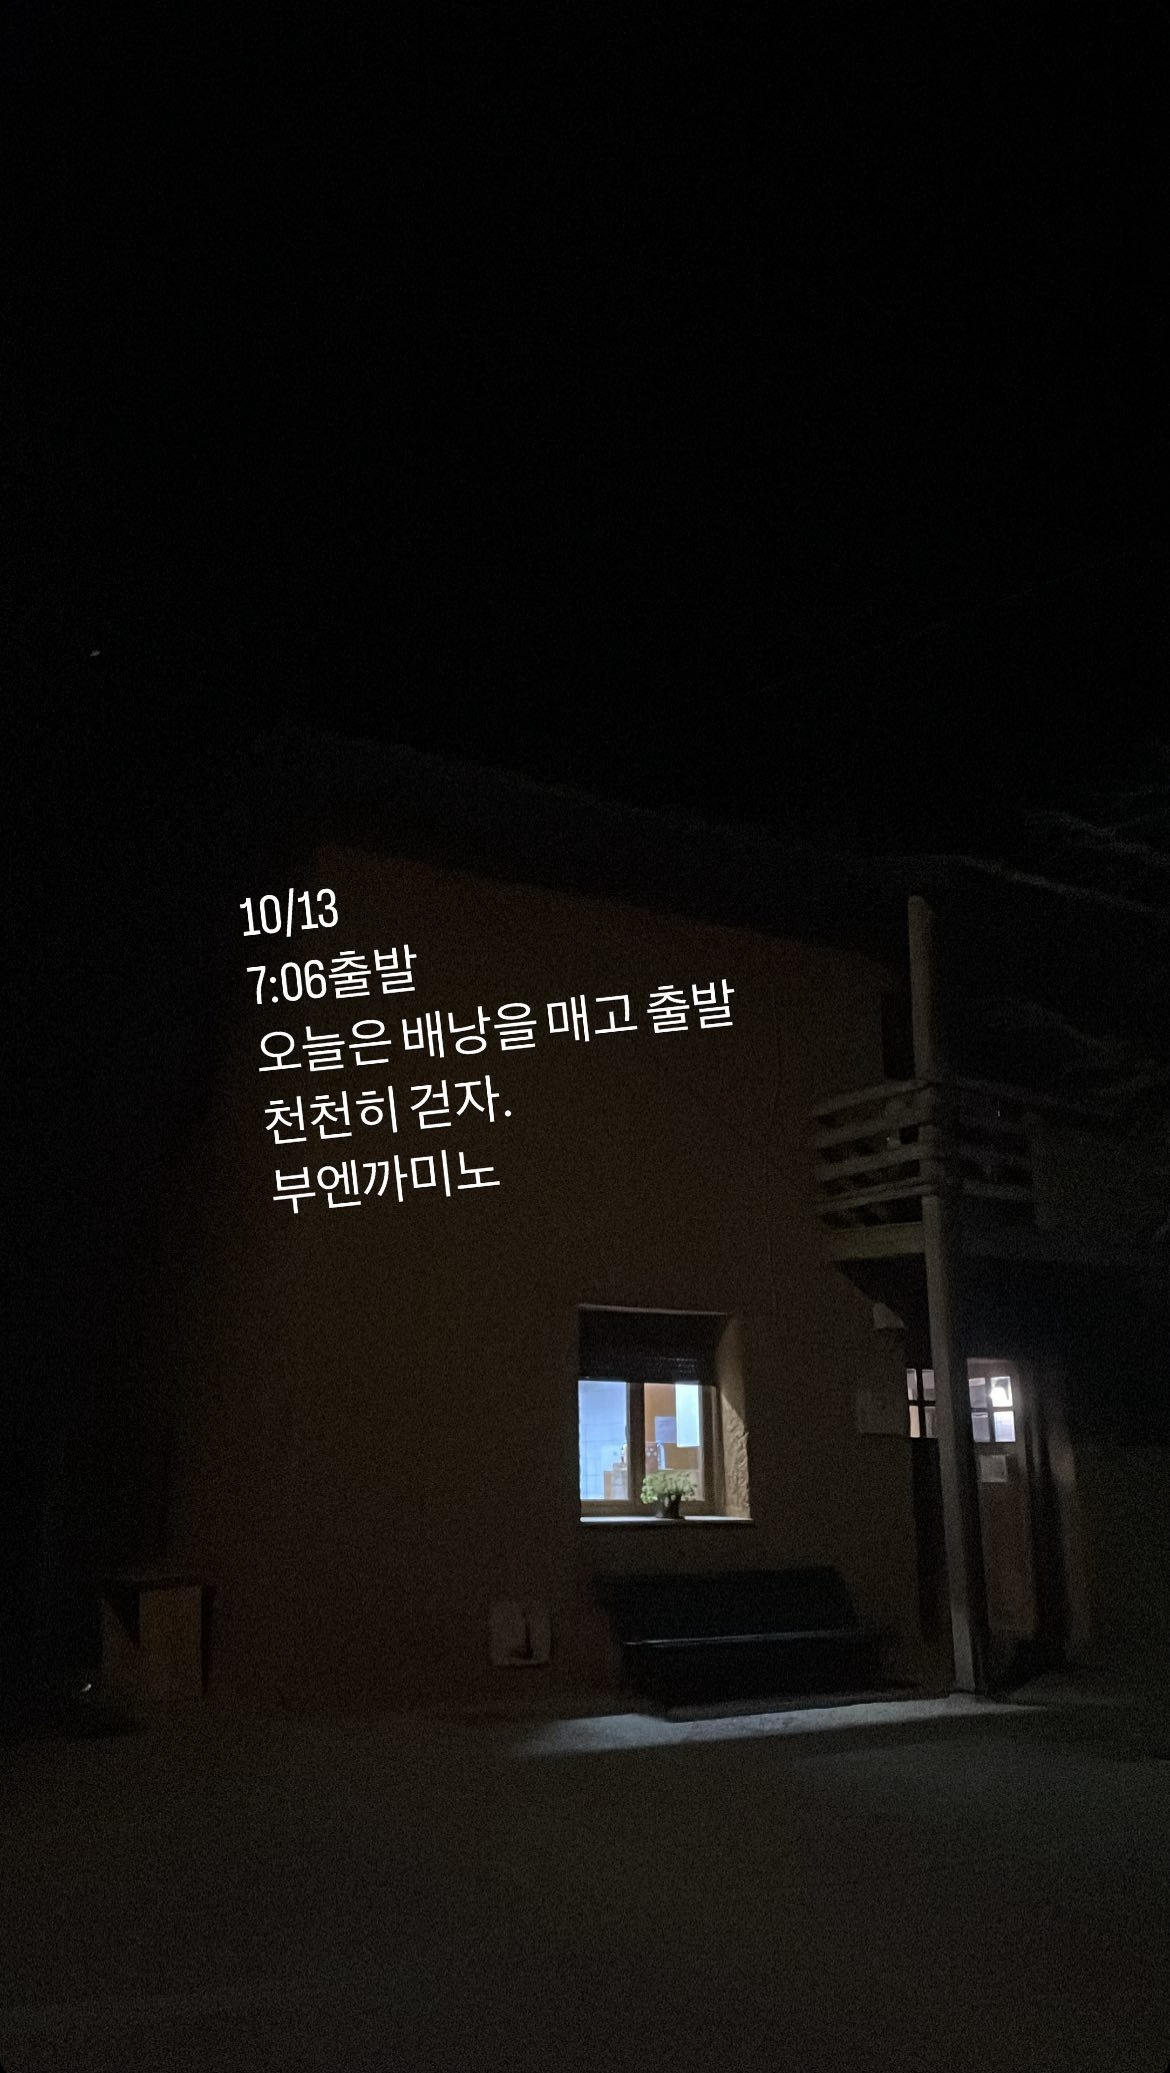 10/13
7:06출발
오늘은 배낭을 매고 출발
천천히 걷자.
부엔까미노